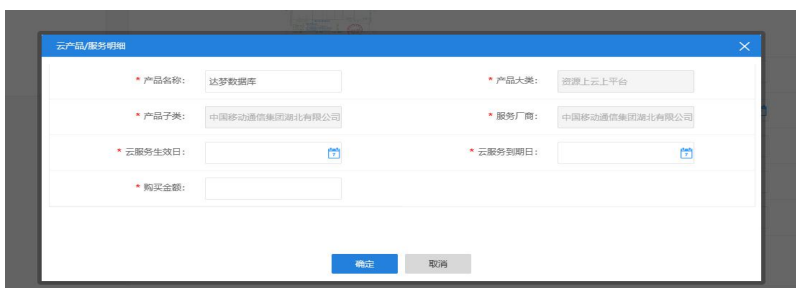 云产品/服务明细
* 产品名称: 达梦数据库 * 产品大类: 资源上云上平台
* 产品子类: 中国移动通信集团湖北有限公司 * 服务厂商: 中国移动通信集团湖北有限公司
* 云服务生效日: * 云服务到期日:
* 购买金额:
确定 取消